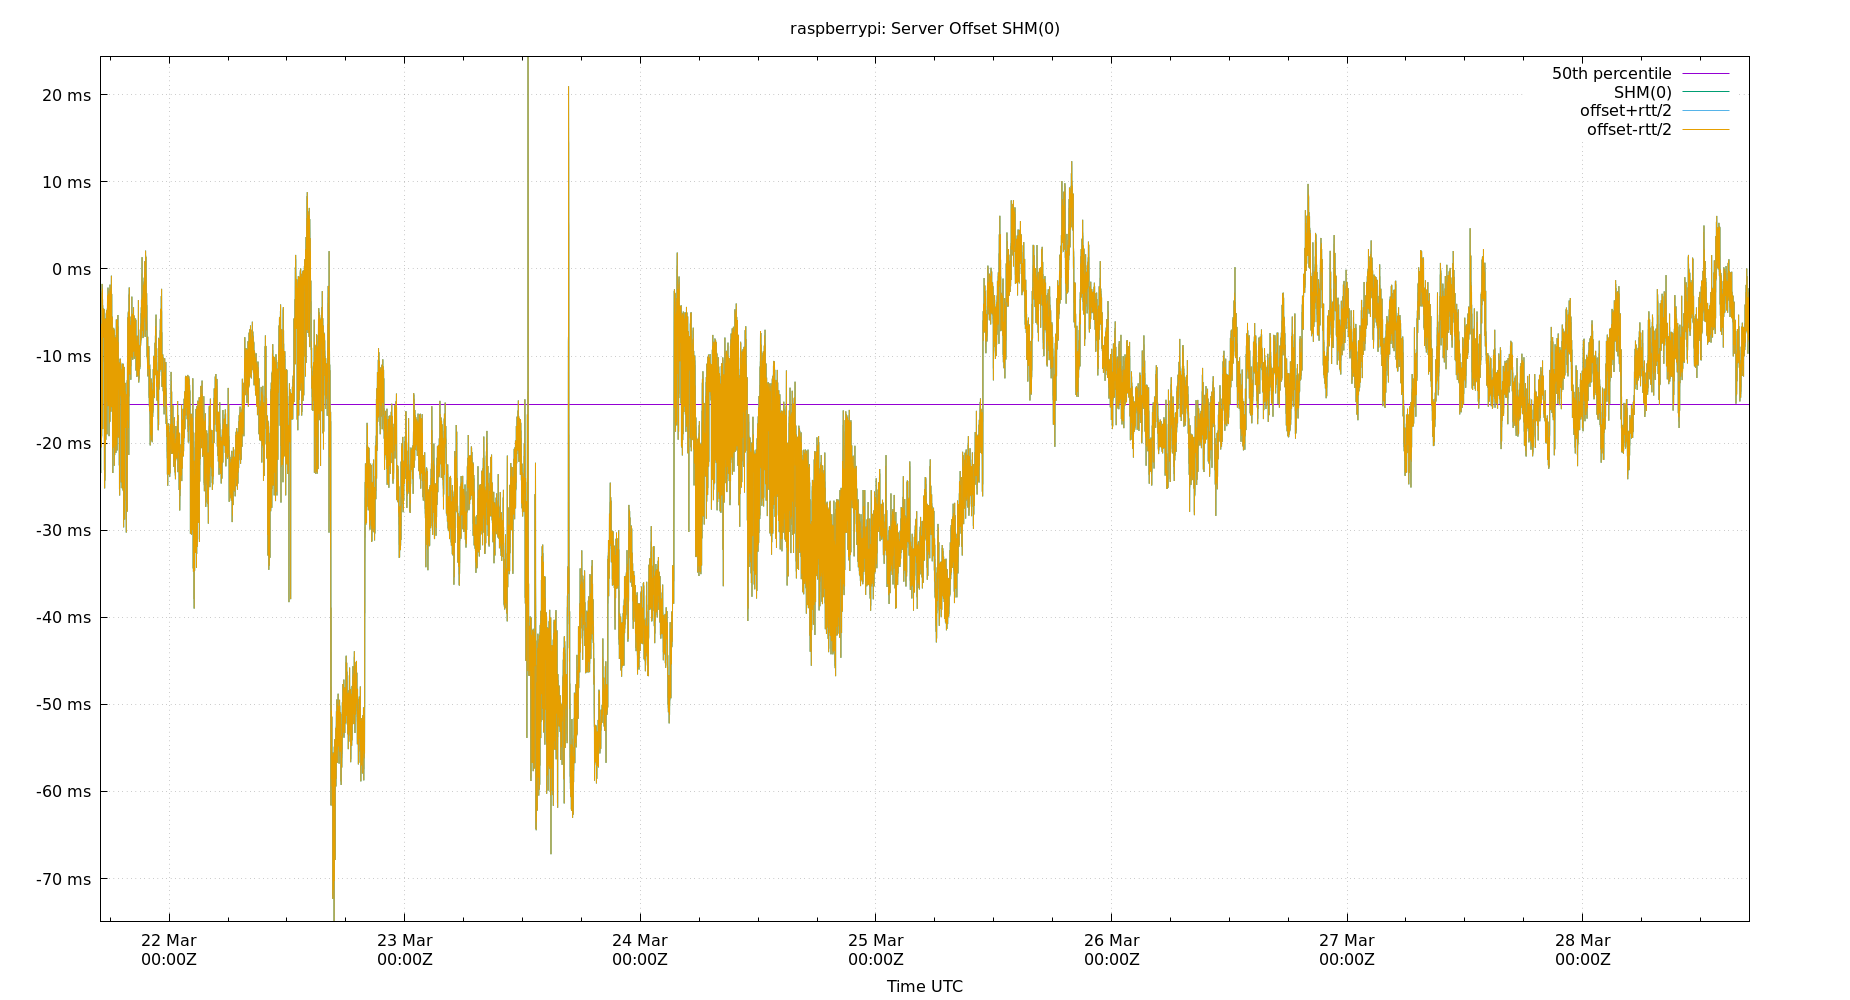 raspberrypi: Server Offset SHM(0)
50th percentile
SHM(0)
offset+rtt/2
offset-rtt/2
20 ms
10 ms
0 ms
-10 ms
-20 ms
-30 ms
-40 ms
-50 ms
-60 ms
-70 ms
22 Mar 23 Mar 24 Mar 25 Mar 26 Mar 27 Mar 28 Mar
00:00Z 00:00Z 00:00Z 00:00Z 00:00Z 00:00Z 00:00Z
Time UTC